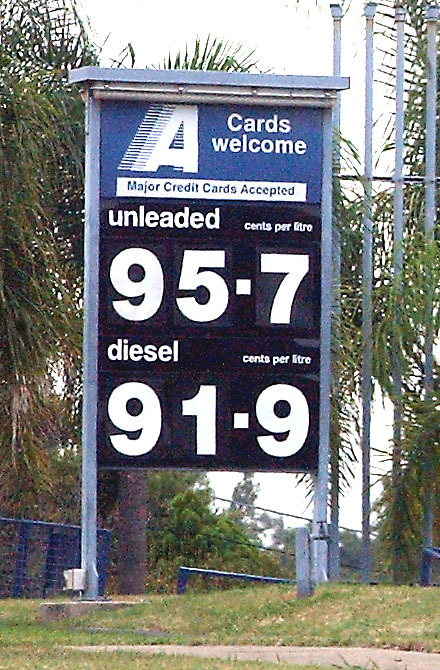 A Cards
welcome
Major Credit Cards Accepted
unleaded cents per litre
95.7
diesel cents per litre
91.9